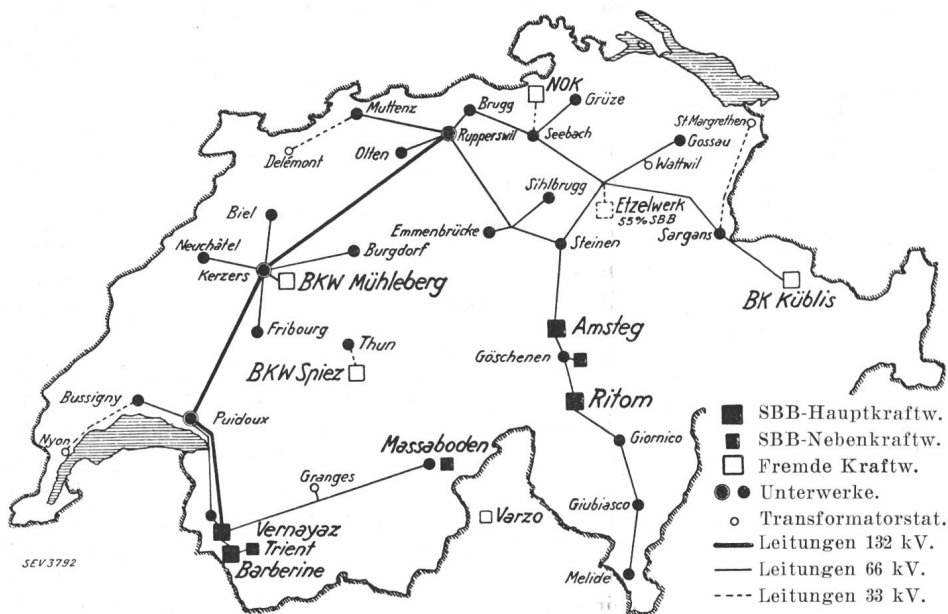 NOK
Muttenz
Brugg
Grüze
Rupperswil
Seebach
St Margrethen
Gossau
Delémont
Olten
Wattwil
Sihlbrugg
Etzelwerk
55% SBB
Biel
Emmenbrücke
Steinen
Sargans
Neuchâtel
Burgdorf
Kerzers
BKW Mühleberg
BK Küblis
Fribourg
Amsteg
Thun
Göschenen
BKW Spiez
Bussigny
Ritom
Puidoux
Nyon
Massaboden
Giornico
Granges
Giubiasco
Vernayaz
Varzo
Trient
Barberine
Melide
SEV3792
SBB-Hauptkraftw.
SBB-Nebenkraftw.
Fremde Kraftw.
Unterwerke.
Transformatorstat.
Leitungen 132 kV.
Leitungen 66 kV.
Leitungen 33 kV.